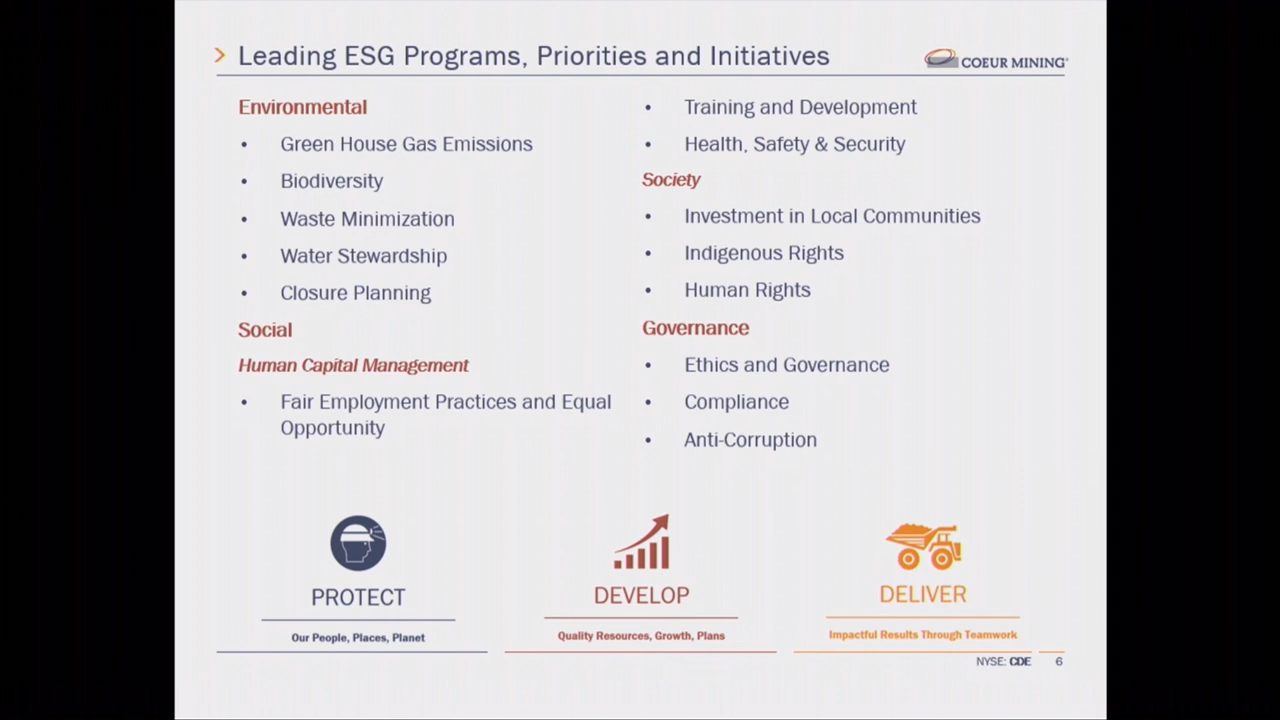 Leading ESG Programs, Priorities and Initiatives
COEUR MINING®
Environmental
• Green House Gas Emissions
• Biodiversity
• Waste Minimization
• Water Stewardship
• Closure Planning
Social
Human Capital Management
• Fair Employment Practices and Equal
Opportunity
• Training and Development
• Health, Safety & Security
Society
• Investment in Local Communities
• Indigenous Rights
• Human Rights
Governance
• Ethics and Governance
• Compliance
• Anti-Corruption
PROTECT
Our People, Places, Planet
DEVELOP
Quality Resources, Growth, Plans
DELIVER
Impactful Results Through Teamwork
NYSE: CDE 6